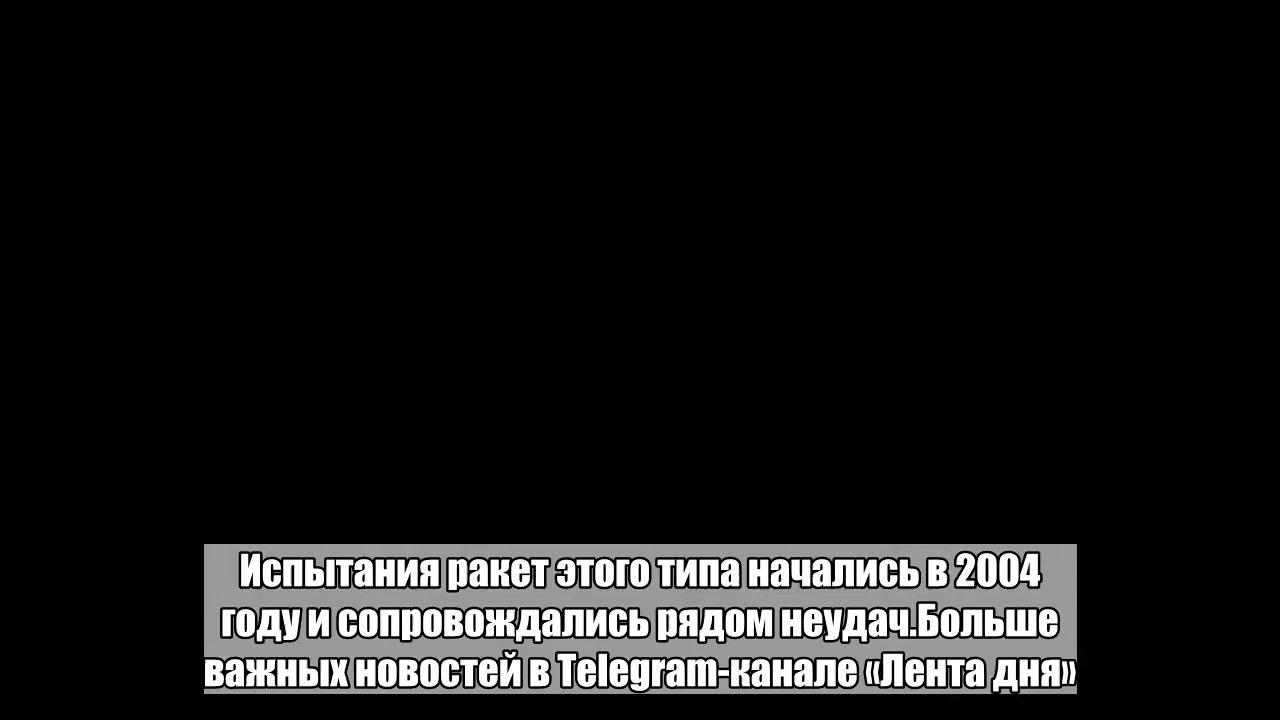 Испытания ракет этого типа начались в 2004
году и сопровождались рядом неудач.Больше
важных новостей в Telegram-канале «Лента дня»